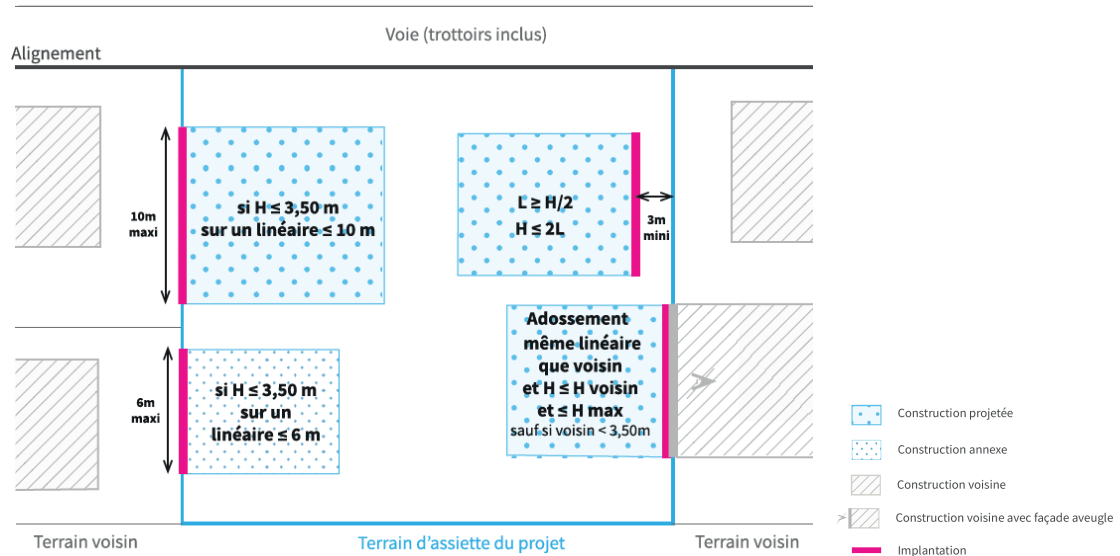 Voie (trottoirs inclus)
Alignement
10m
maxi
si H ≤ 3,50 m
sur un linéaire ≤ 10 m
L ≥ H/2
H ≤ 2L
3m
mini
6m
maxi
si H ≤ 3,50 m
sur un
linéaire ≤ 6 m
Adossement
même linéaire
que voisin
et H ≤ H voisin
et ≤ H max
sauf si voisin < 3,50m
Construction projetée
Construction annexe
Construction voisine
Construction voisine avec façade aveugle
Implantation
Terrain voisin
Terrain d'assiette du projet
Terrain voisin